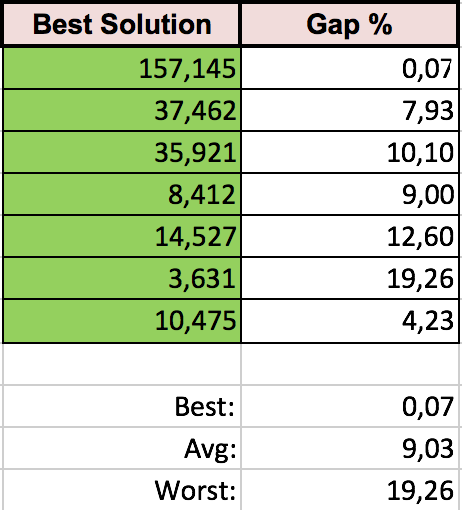 Best Solution Gap %
157,145 0,07
37,462 7,93
35,921 10,10
8,412 9,00
14,527 12,60
3,631 19,26
10,475 4,23
Best: 0,07
Avg: 9,03
Worst: 19,26